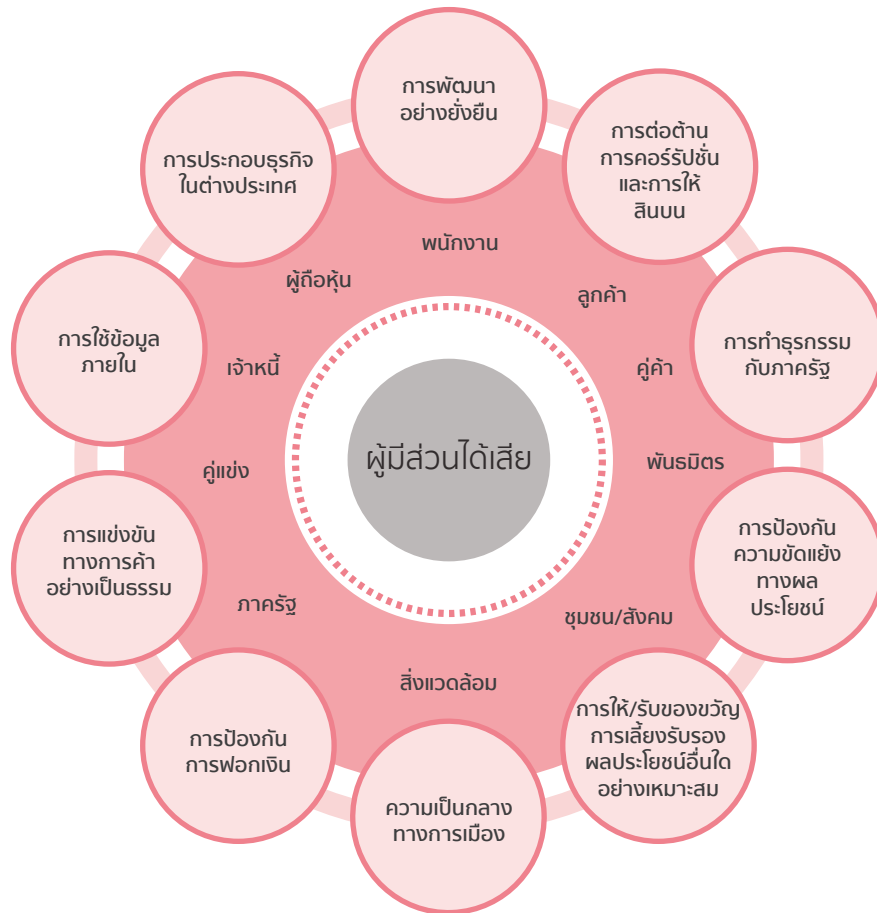 การพัฒนา
อย่างยั่งยืน
การต่อต้าน
การคอร์รัปชั่น
และการให้
สินบน
การทำธุรกรรม
กับภาครัฐ
การป้องกัน
ความขัดแย้ง
ทางผล
ประโยชน์
การให้/รับของขวัญ
การเลี้ยงรับรอง
ผลประโยชน์อื่นใด
อย่างเหมาะสม
ความเป็นกลาง
ทางการเมือง
การป้องกัน
การฟอกเงิน
การแข่งขัน
ทางการค้า
อย่างเป็นธรรม
การใช้ข้อมูล
ภายใน
การประกอบธุรกิจ
ในต่างประเทศ
พนักงาน
ลูกค้า
คู่ค้า
พันธมิตร
ชุมชน/สังคม
สิ่งแวดล้อม
ภาครัฐ
คู่แข่ง
เจ้าหนี้
ผู้ถือหุ้น
ผู้มีส่วนได้เสีย